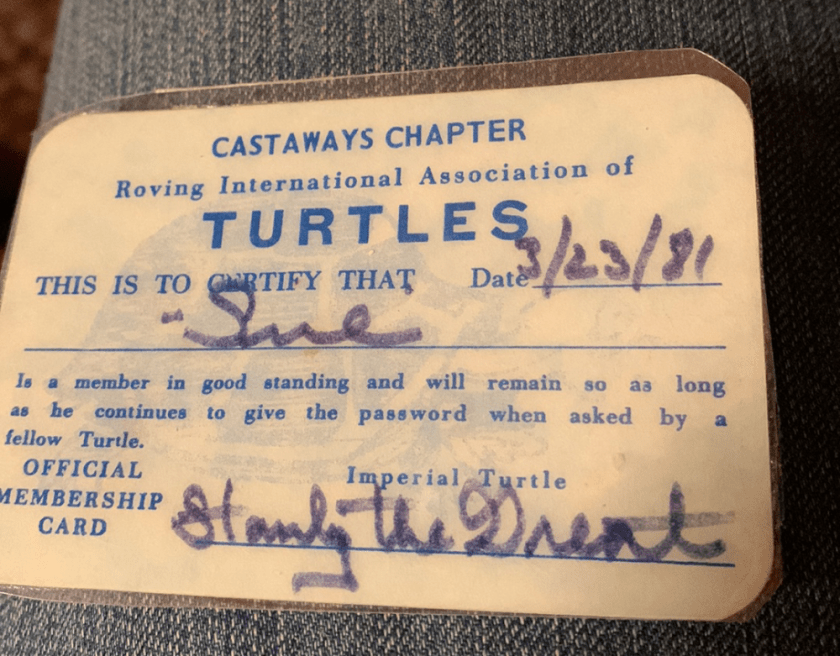 CASTAWAYS CHAPTER
Roving International Association of
TURTLES
THIS IS TO CERTIFY THAT Date 3/23/81
"Sue
Is a member in good standing and will remain so as long
as he continues to give the password when asked by a
fellow Turtle.
OFFICIAL
MEMBERSHIP
CARD
Imperial Turtle
Stanly the Great